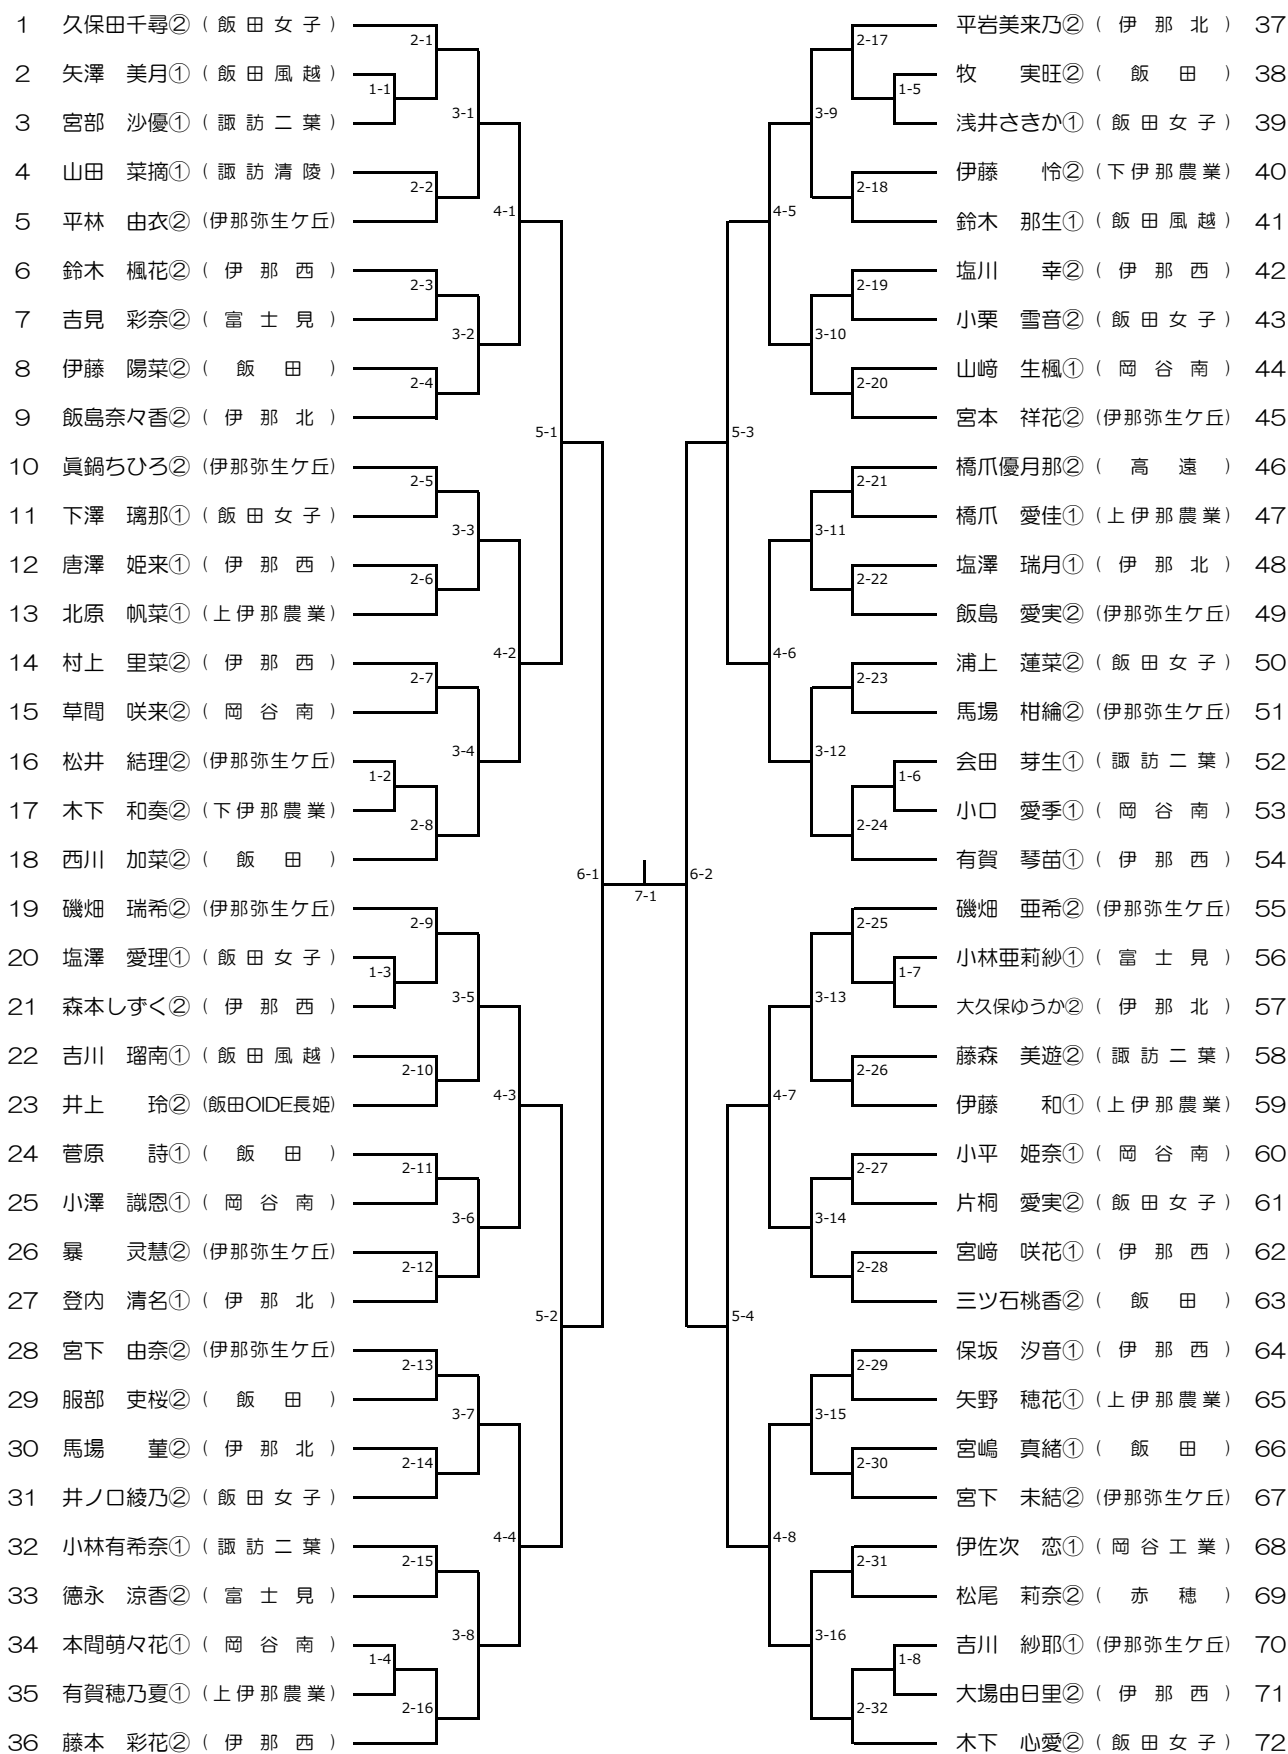 1 久保田千尋② ( 飯 田 女 子 )
2 矢澤 美月① ( 飯 田 風 越 )
3 宮部 沙優① ( 諏 訪 二 葉 )
4 山田 菜摘① ( 諏 訪 清 陵 )
5 平林 由衣② (伊那弥生ケ丘)
6 鈴木 楓花② ( 伊 那 西 )
7 吉見 彩奈② ( 富 士 見 )
8 伊藤 陽菜② ( 飯 田 )
9 飯島奈々香② ( 伊 那 北 )
10 眞鍋ちひろ② (伊那弥生ケ丘)
11 下澤 璃那① ( 飯 田 女 子 )
12 唐澤 姫来① ( 伊 那 西 )
13 北原 帆菜① ( 上 伊 那 農 業 )
14 村上 里菜② ( 伊 那 西 )
15 草間 咲来② ( 岡 谷 南 )
16 松井 結理② (伊那弥生ケ丘)
17 木下 和奏② ( 下 伊 那 農 業 )
18 西川 加菜② ( 飯 田 )
19 磯畑 瑞希② (伊那弥生ケ丘)
20 塩澤 愛理① ( 飯 田 女 子 )
21 森本しずく② ( 伊 那 西 )
22 吉川 瑠南① ( 飯 田 風 越 )
23 井上 玲② (飯田OIDE長姫)
24 菅原 詩① ( 飯 田 )
25 小澤 識恩① ( 岡 谷 南 )
26 暴 灵慧② (伊那弥生ケ丘)
27 登内 清名① ( 伊 那 北 )
28 宮下 由奈② (伊那弥生ケ丘)
29 服部 吏桜② ( 飯 田 )
30 馬場 菫② ( 伊 那 北 )
31 井ノ口綾乃② ( 飯 田 女 子 )
32 小林有希奈① ( 諏 訪 二 葉 )
33 德永 涼香② ( 富 士 見 )
34 本間萌々花① ( 岡 谷 南 )
35 有賀穂乃夏① ( 上 伊 那 農 業 )
36 藤本 彩花② ( 伊 那 西 )
1-1
1-2
1-3
1-4
2-1
2-2
2-3
2-4
2-5
2-6
2-7
2-8
2-9
2-10
2-11
2-12
2-13
2-14
2-15
2-16
3-1
3-2
3-3
3-4
3-5
3-6
3-7
3-8
4-1
4-2
4-3
4-4
5-1
5-2
6-1
7-1
6-2
5-3
5-4
4-5
4-6
4-7
4-8
3-9
3-10
3-11
3-12
3-13
3-14
3-15
3-16
2-17
2-18
2-19
2-20
2-21
2-22
2-23
2-24
2-25
2-26
2-27
2-28
2-29
2-30
2-31
2-32
1-5
1-6
1-7
1-8
平岩美来乃② ( 伊 那 北 ) 37
牧 実旺② ( 飯 田 ) 38
浅井さきか① ( 飯 田 女 子 ) 39
伊藤 怜② ( 下 伊 那 農 業 ) 40
鈴木 那生① ( 飯 田 風 越 ) 41
塩川 幸② ( 伊 那 西 ) 42
小栗 雪音② ( 飯 田 女 子 ) 43
山﨑 生楓① ( 岡 谷 南 ) 44
宮本 祥花② (伊那弥生ケ丘) 45
橋爪優月那② ( 高 遠 ) 46
橋爪 愛佳① ( 上 伊 那 農 業 ) 47
塩澤 瑞月① ( 伊 那 北 ) 48
飯島 愛実② (伊那弥生ケ丘) 49
浦上 蓮菜② ( 飯 田 女 子 ) 50
馬場 柑綸② (伊那弥生ケ丘) 51
会田 芽生① ( 諏 訪 二 葉 ) 52
小口 愛季① ( 岡 谷 南 ) 53
有賀 琴苗① ( 伊 那 西 ) 54
磯畑 亜希② (伊那弥生ケ丘) 55
小林亜莉紗① ( 富 士 見 ) 56
大久保ゆうか② ( 伊 那 北 ) 57
藤森 美遊② ( 諏 訪 二 葉 ) 58
伊藤 和① ( 上 伊 那 農 業 ) 59
小平 姫奈① ( 岡 谷 南 ) 60
片桐 愛実② ( 飯 田 女 子 ) 61
宮﨑 咲花① ( 伊 那 西 ) 62
三ツ石桃香② ( 飯 田 ) 63
保坂 汐音① ( 伊 那 西 ) 64
矢野 穂花① ( 上 伊 那 農 業 ) 65
宮嶋 真緒① ( 飯 田 ) 66
宮下 未結② (伊那弥生ケ丘) 67
伊佐次 恋① ( 岡 谷 工 業 ) 68
松尾 莉奈② ( 赤 穂 ) 69
吉川 紗耶① (伊那弥生ケ丘) 70
大場由日里② ( 伊 那 西 ) 71
木下 心愛② ( 飯 田 女 子 ) 72